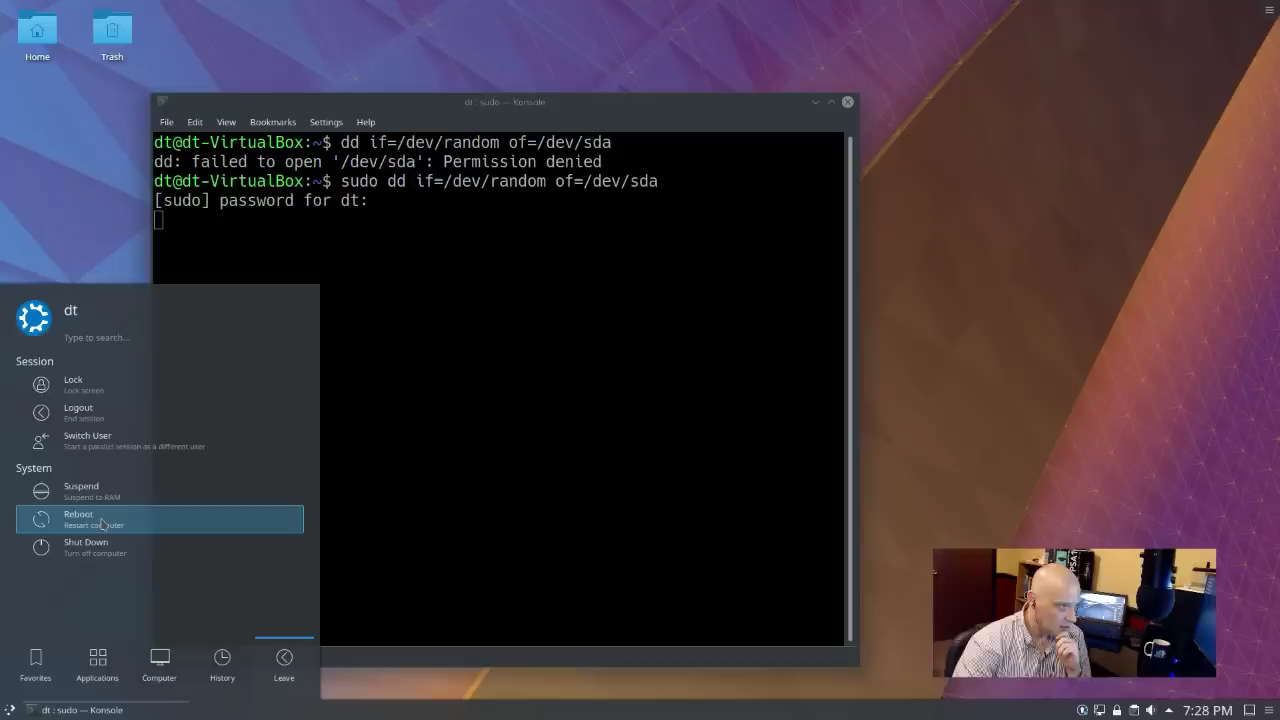 Home
Trash
dt : sudo — Konsole
File Edit View Bookmarks Settings Help
dt@dt-VirtualBox:~$ dd if=/dev/random of=/dev/sda
dd: failed to open '/dev/sda': Permission denied
dt@dt-VirtualBox:~$ sudo dd if=/dev/random of=/dev/sda
[sudo] password for dt:
dt
Type to search...
Session
Lock
Lock screen
Logout
End session
Switch User
Start a parallel session as a different user
System
Suspend
Suspend to RAM
Reboot
Restart computer
Shut Down
Turn off computer
Favorites
Applications
Computer
History
Leave
dt : sudo — Konsole
7:28 PM